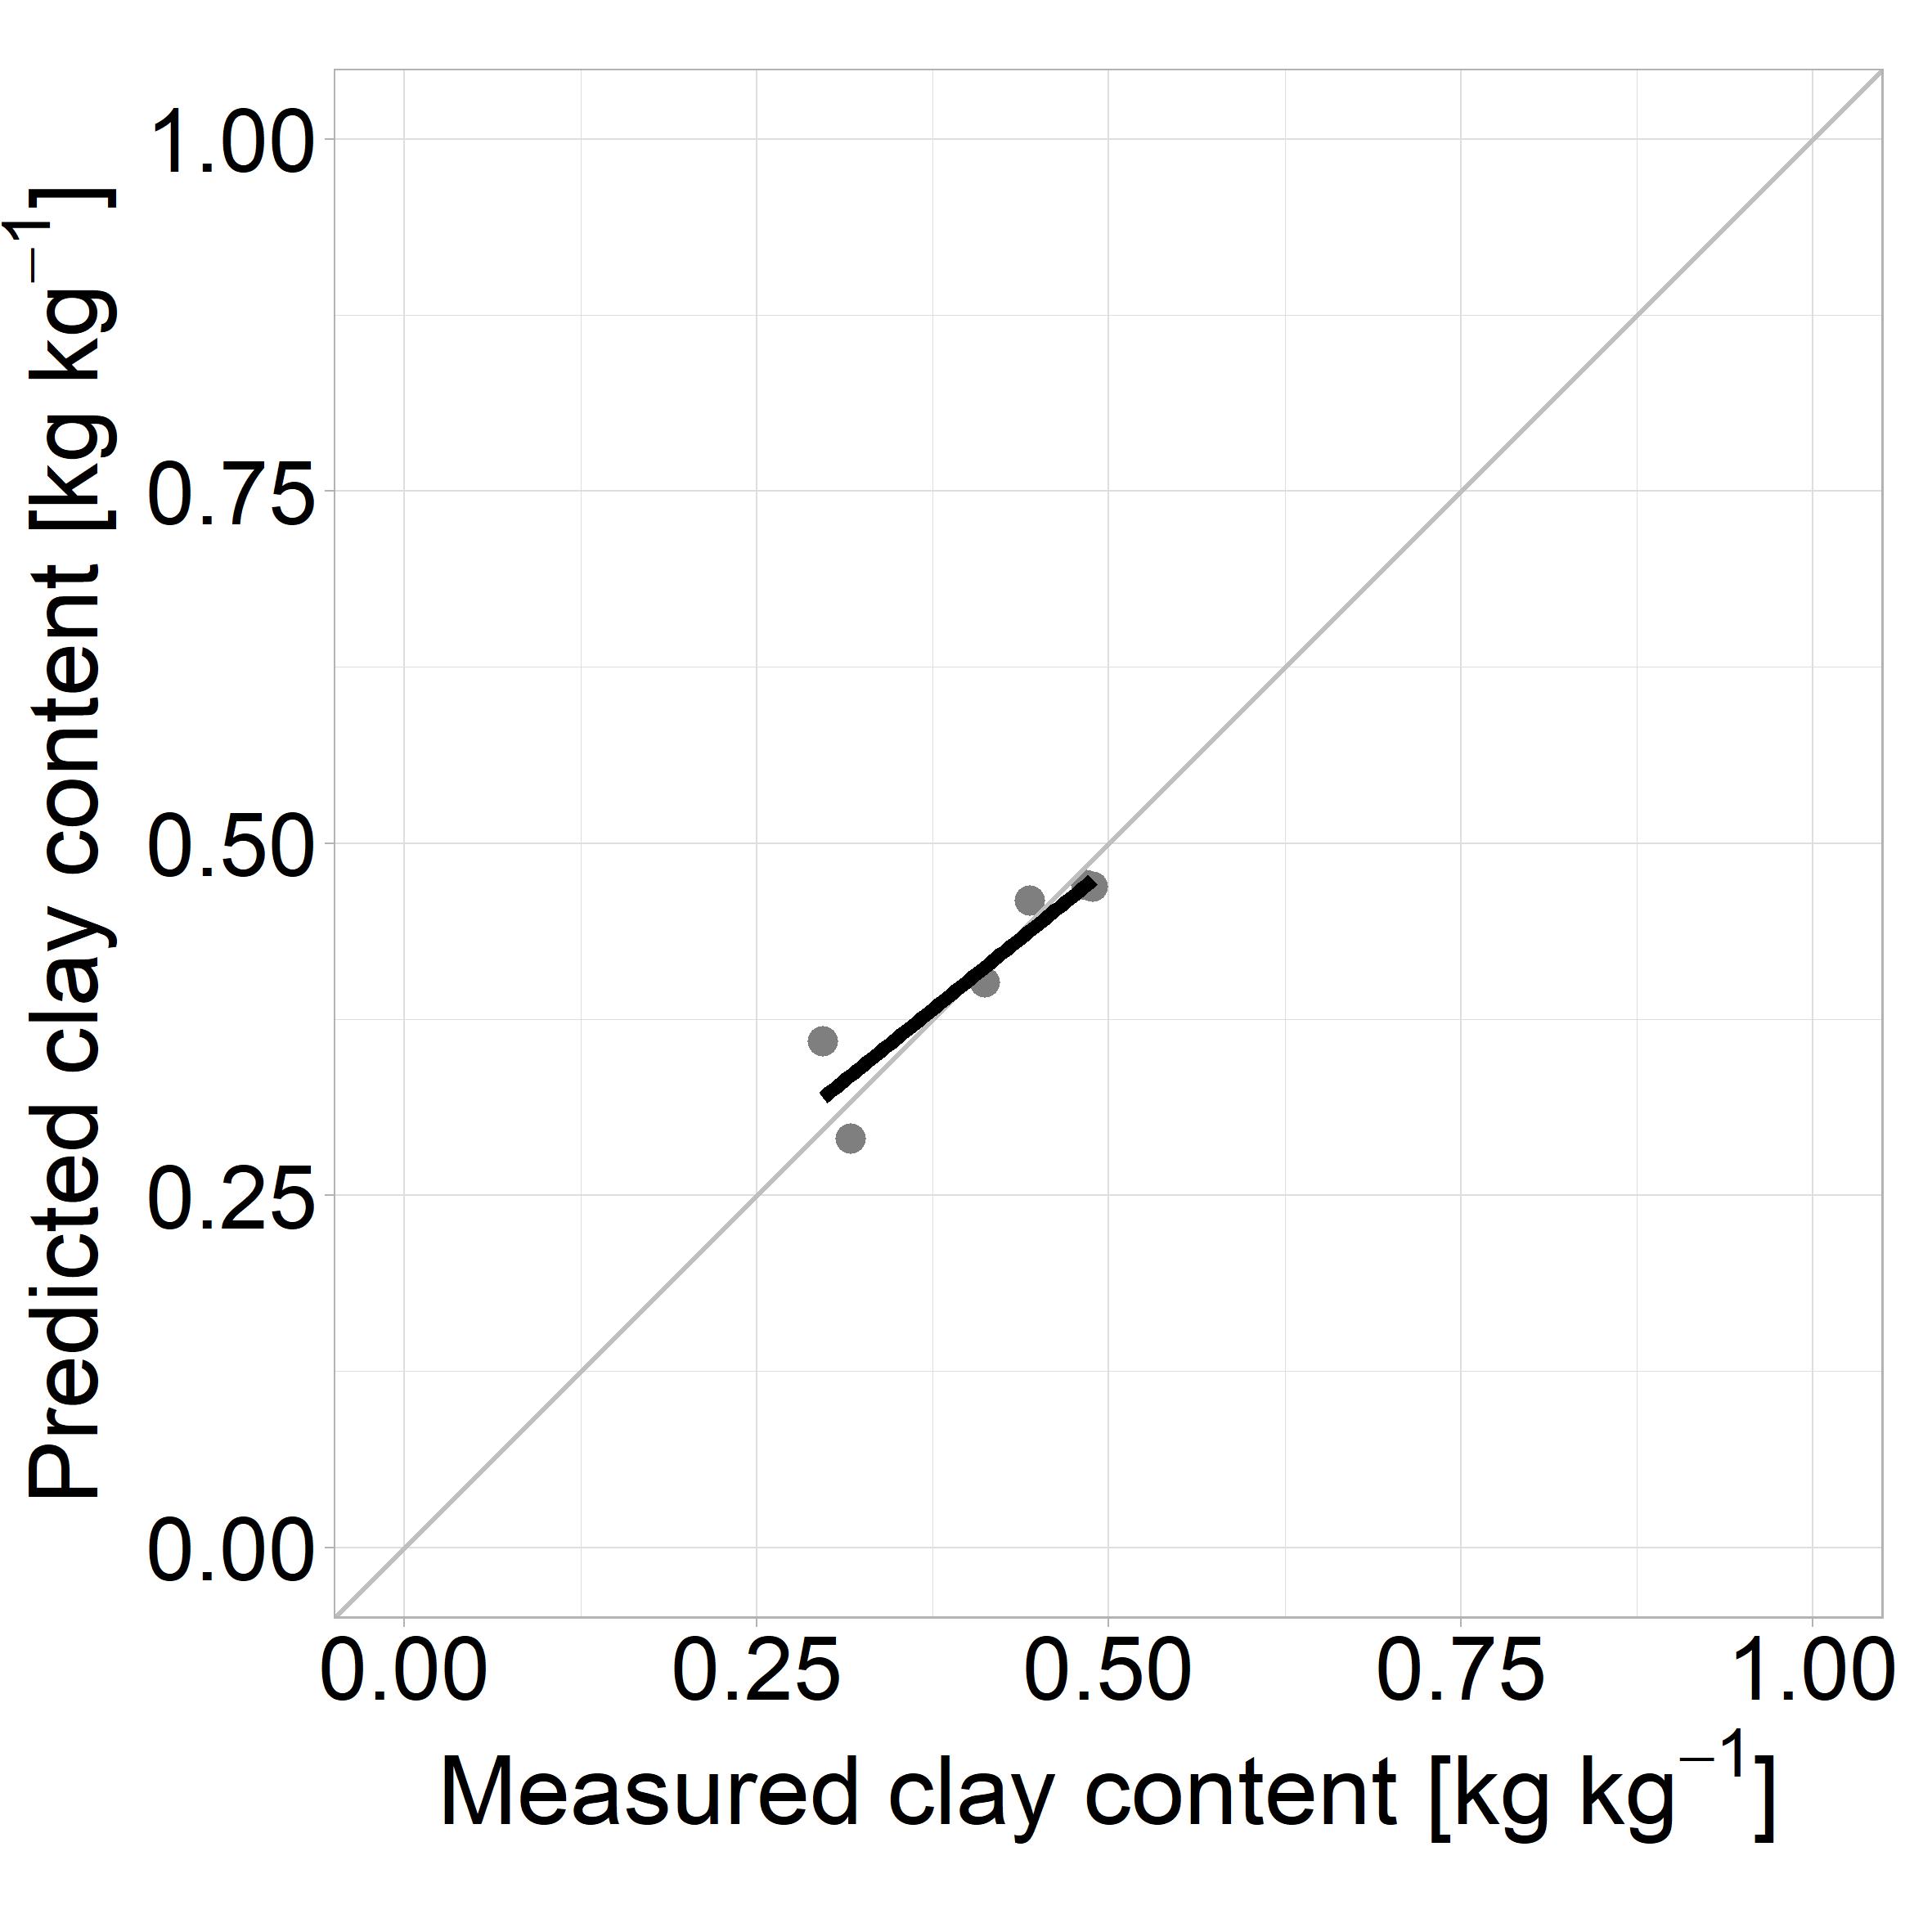 Predicted clay content [kg kg⁻¹]
1.00
0.75
0.50
0.25
0.00
0.00 0.25 0.50 0.75 1.00
Measured clay content [kg kg⁻¹]